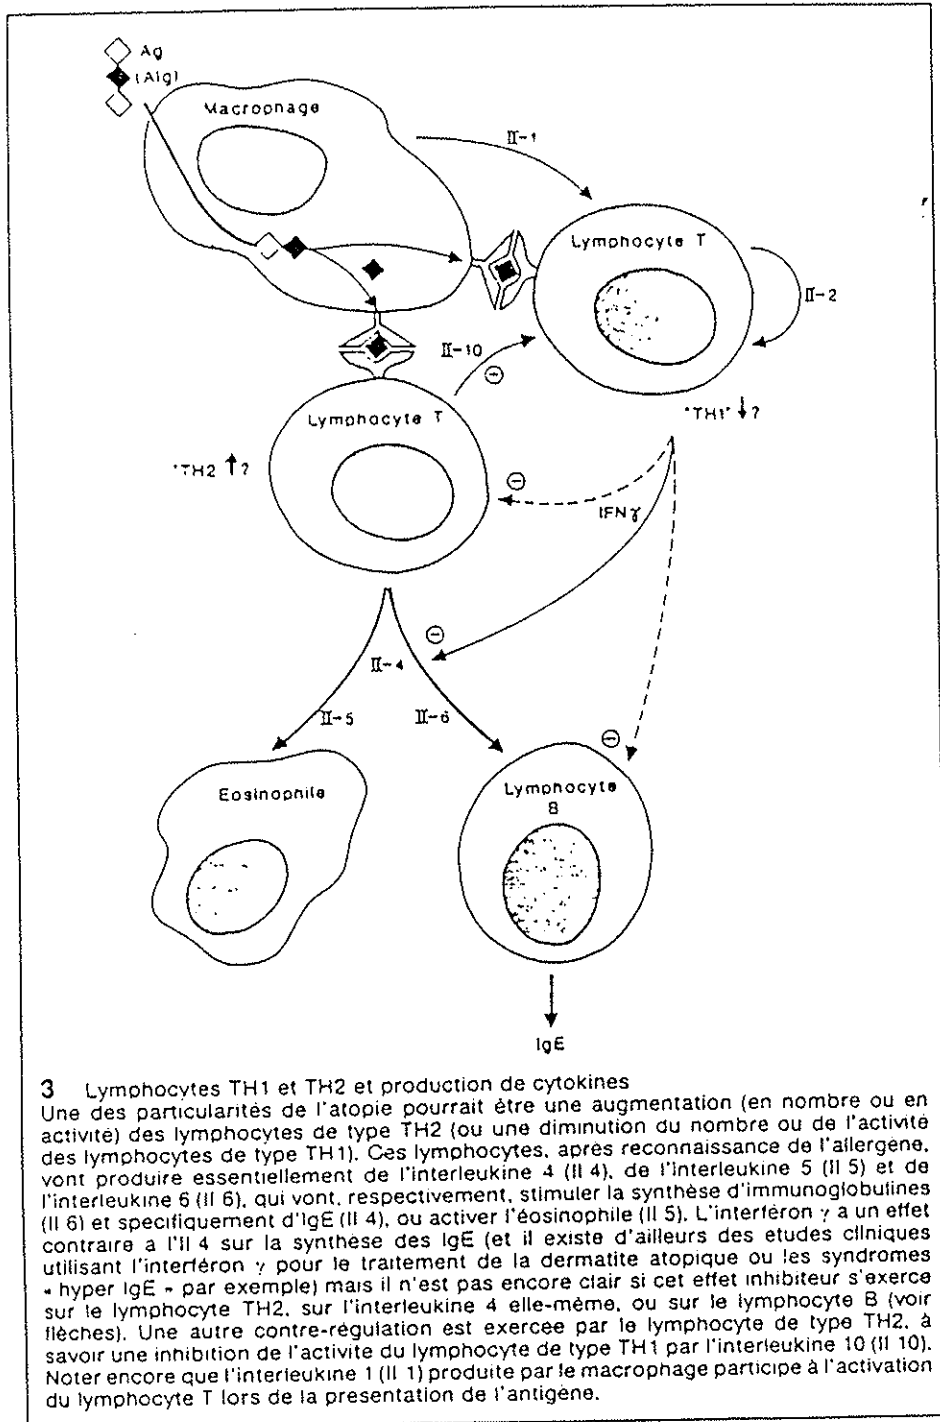 Ag
(Alg)
Macrophage
Il-1
Lymphocyte T
Il-2
Il-10
⊖
"TH1" ↓ ?
Lymphocyte T
"TH2 ↑ ?
⊖
IFN γ
⊖
Il-4
Il-5
Il-6
⊖
Eosinophile
Lymphocyte
B
IgE
3 Lymphocytes TH1 et TH2 et production de cytokines
Une des particularités de l'atopie pourrait être une augmentation (en nombre ou en
activité) des lymphocytes de type TH2 (ou une diminution du nombre ou de l'activité
des lymphocytes de type TH1). Ces lymphocytes, après reconnaissance de l'allergène,
vont produire essentiellement de l'interleukine 4 (Il 4), de l'interleukine 5 (Il 5) et de
l'interleukine 6 (Il 6), qui vont, respectivement, stimuler la synthèse d'immunoglobulines
(Il 6) et specifiquement d'IgE (Il 4), ou activer l'éosinophile (Il 5). L'interféron γ a un effet
contraire a l'Il 4 sur la synthèse des IgE (et il existe d'ailleurs des etudes cliniques
utilisant l'interféron γ pour le traitement de la dermatite atopique ou les syndromes
« hyper IgE » par exemple) mais il n'est pas encore clair si cet effet inhibiteur s'exerce
sur le lymphocyte TH2, sur l'interleukine 4 elle-même, ou sur le lymphocyte B (voir
flèches). Une autre contre-régulation est exercée par le lymphocyte de type TH2, à
savoir une inhibition de l'activite du lymphocyte de type TH1 par l'interleukine 10 (Il 10).
Noter encore que l'interleukine 1 (Il 1) produite par le macrophage participe à l'activation
du lymphocyte T lors de la presentation de l'antigène.